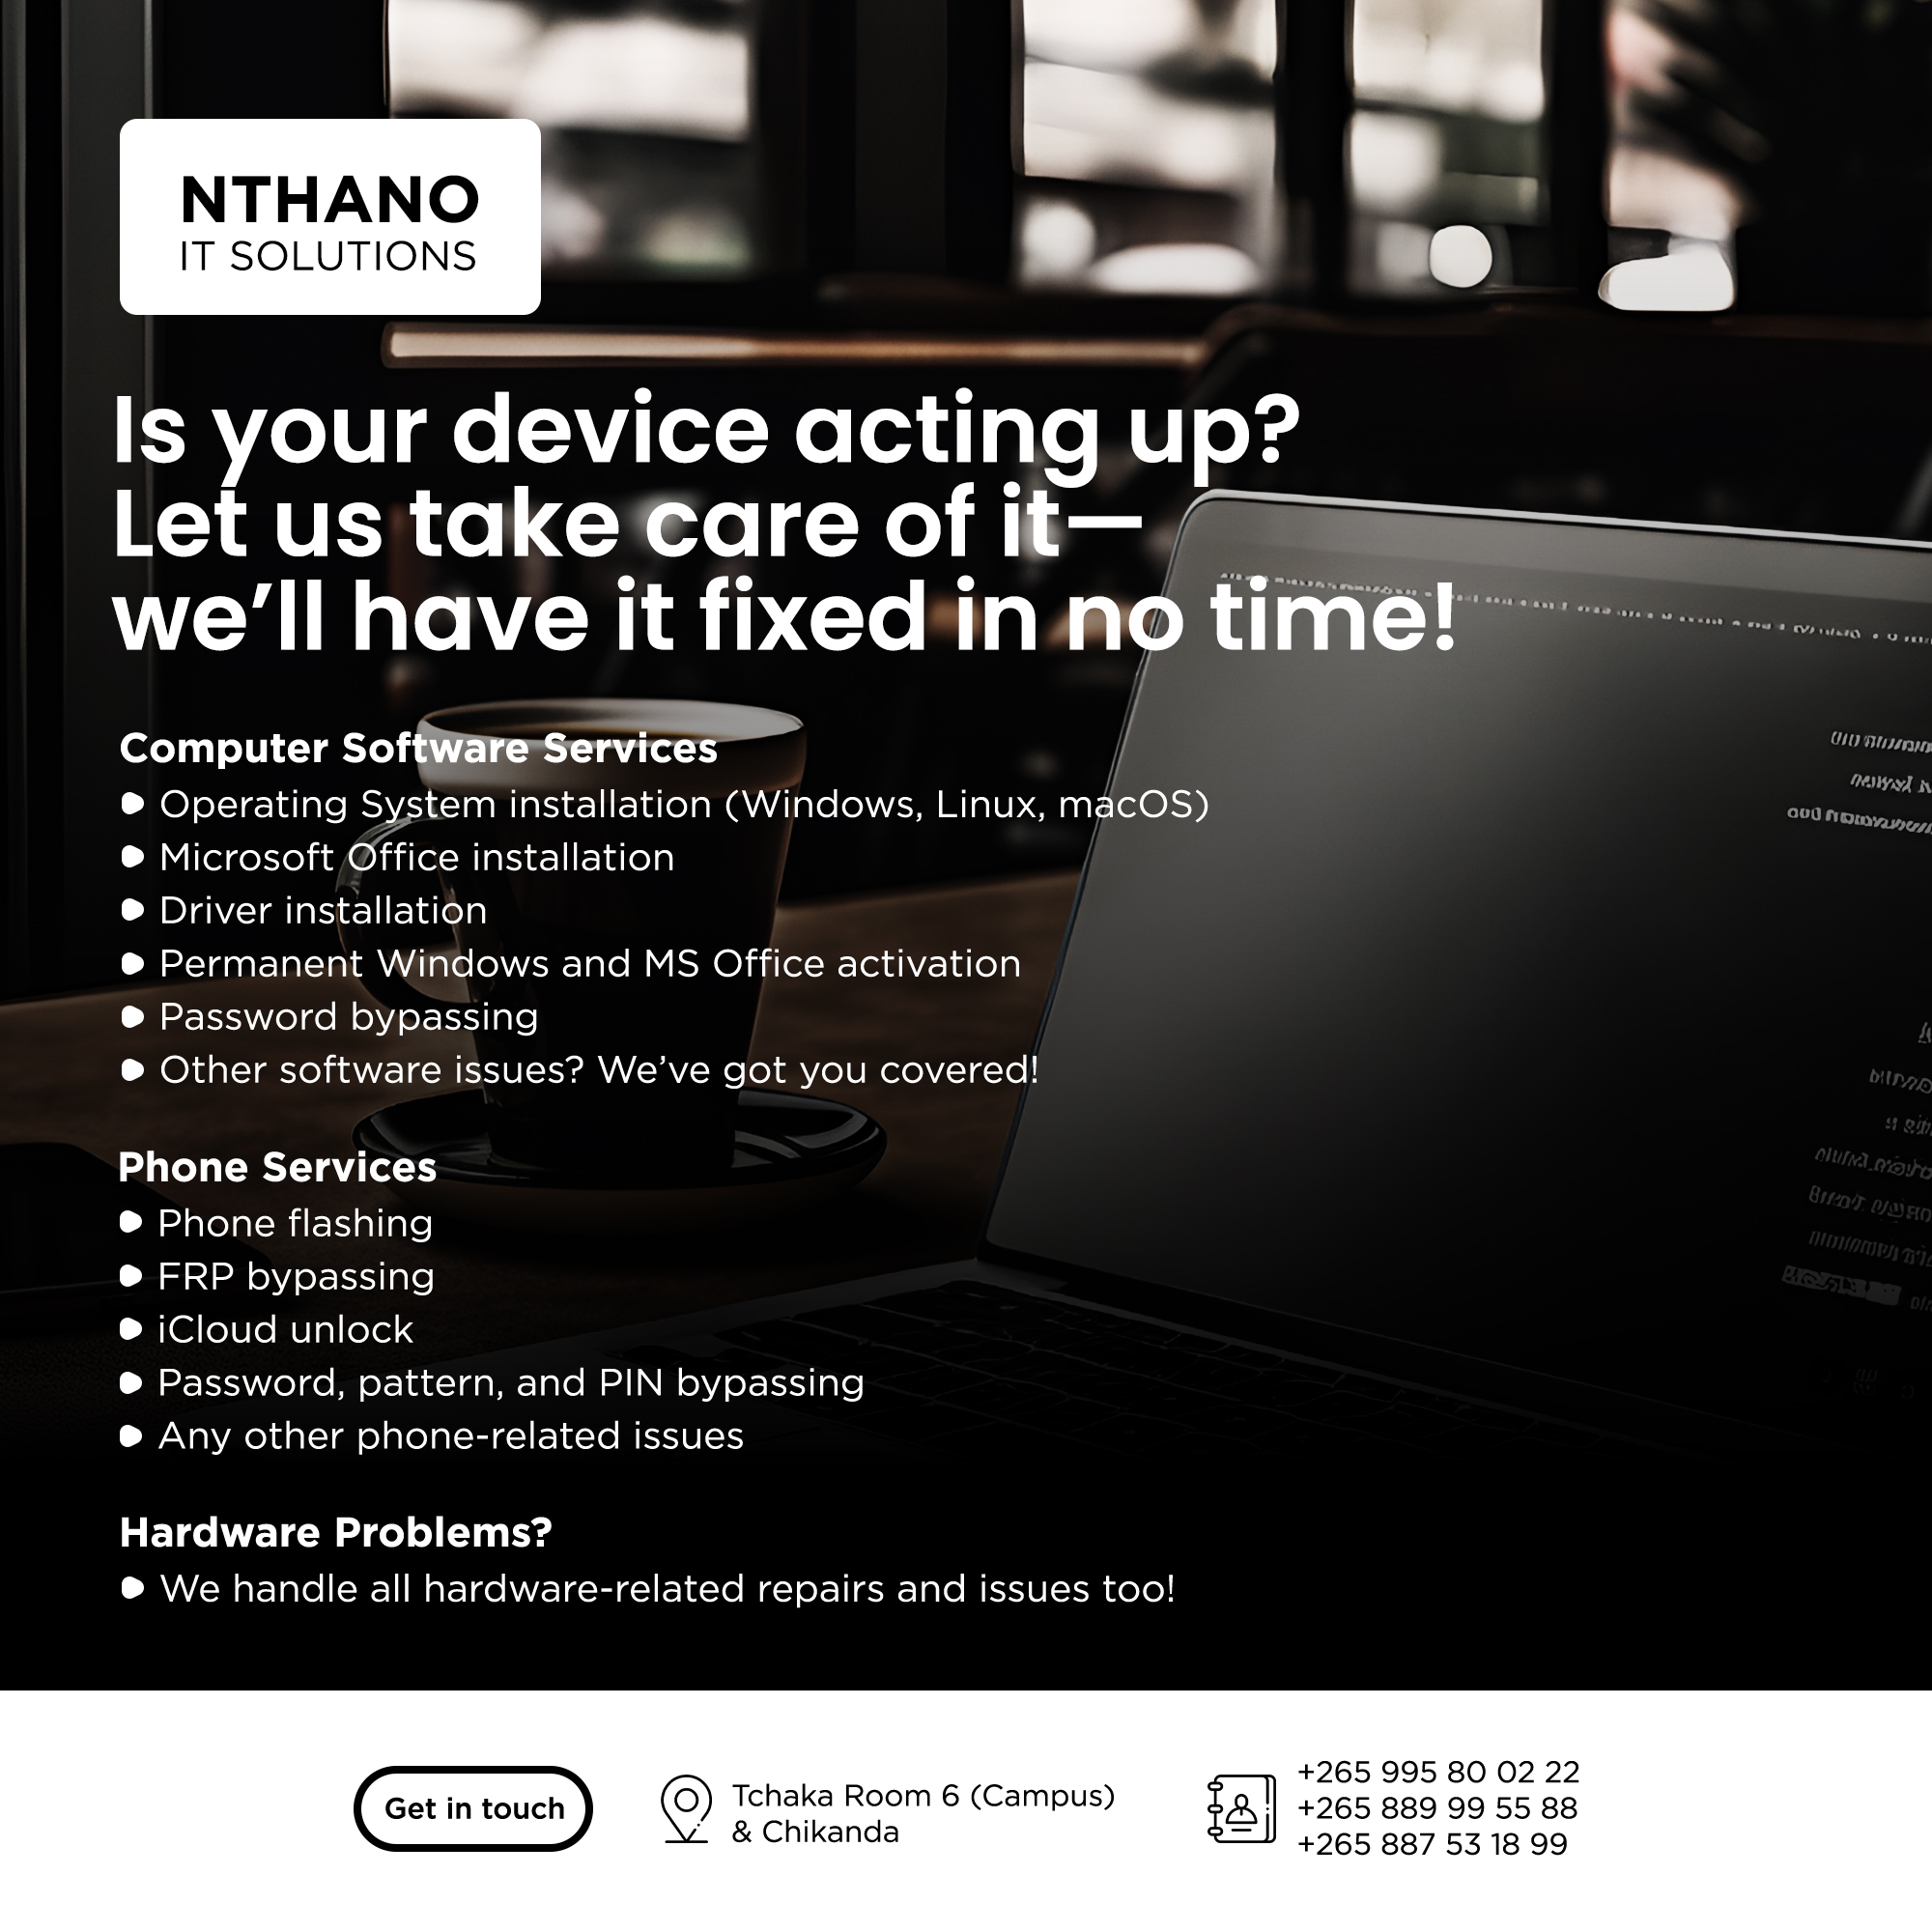 NTHANO
IT SOLUTIONS
Is your device acting up?
Let us take care of it—
we’ll have it fixed in no time!
Computer Software Services
Operating System installation (Windows, Linux, macOS)
Microsoft Office installation
Driver installation
Permanent Windows and MS Office activation
Password bypassing
Other software issues? We’ve got you covered!
Phone Services
Phone flashing
FRP bypassing
iCloud unlock
Password, pattern, and PIN bypassing
Any other phone-related issues
Hardware Problems?
We handle all hardware-related repairs and issues too!
Get in touch
Tchaka Room 6 (Campus)
& Chikanda
+265 995 80 02 22
+265 889 99 55 88
+265 887 53 18 99